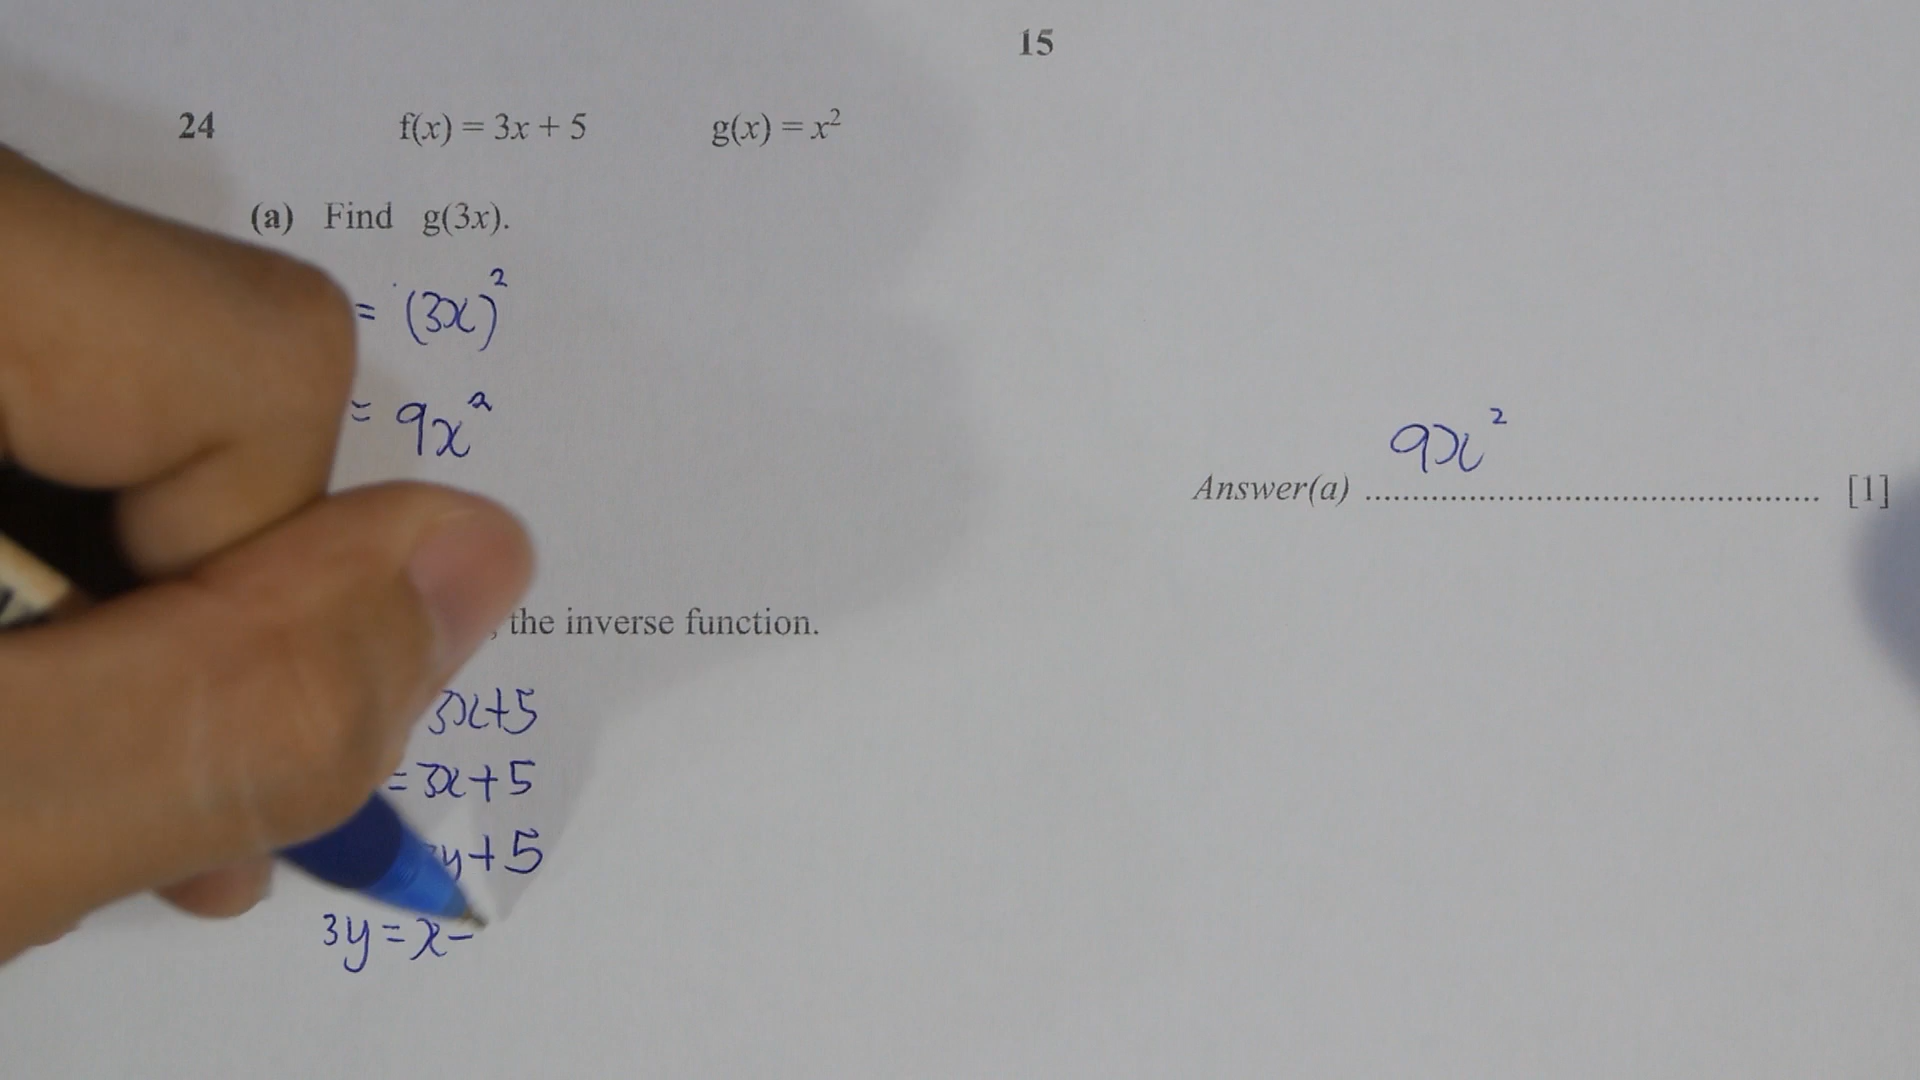 15
24 f(x) = 3x + 5 g(x) = x²
(a) Find g(3x).
= (3x)²
= 9x²
9x²
Answer(a) ........................................ [1]
, the inverse function.
3x+5
=3x+5
y+5
3y=x-